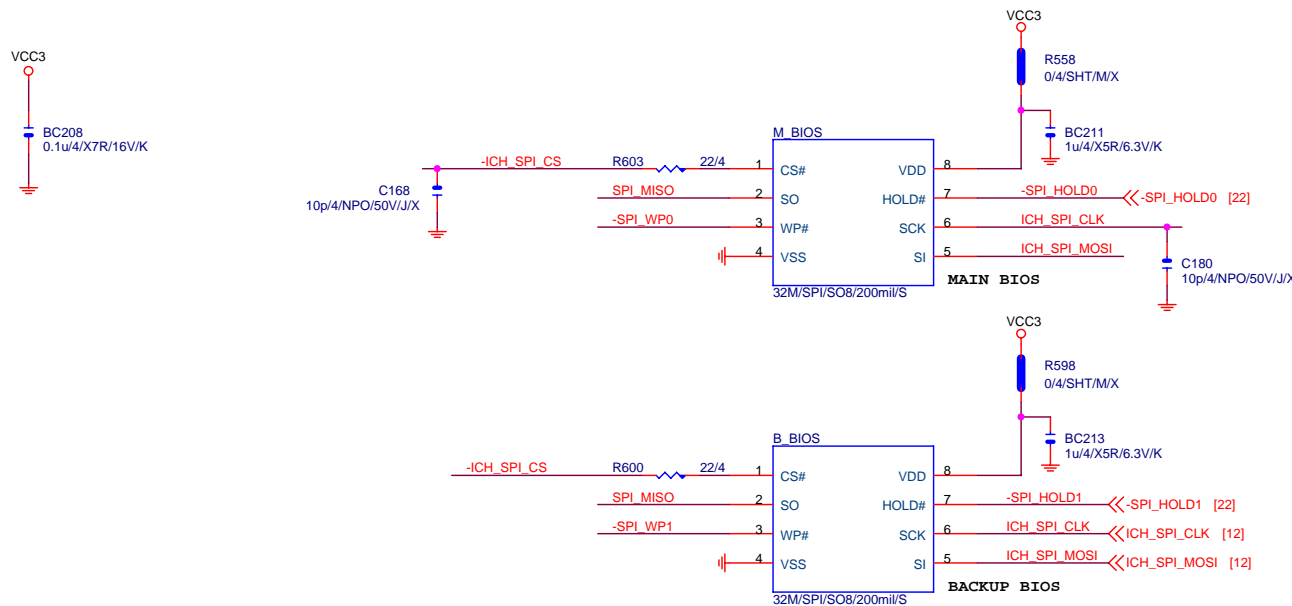 VCC3
BC208
0.1u/4/X7R/16V/K
VCC3
R558
0/4/SHT/M/X
BC211
1u/4/X5R/6.3V/K
M_BIOS
-ICH_SPI_CS R603 22/4 1 CS# VDD 8
C168
10p/4/NPO/50V/J/X
SPI_MISO 2 SO HOLD# 7 -SPI_HOLD0 -SPI_HOLD0 [22]
-SPI_WP0 3 WP# SCK 6 ICH_SPI_CLK
4 VSS SI 5 ICH_SPI_MOSI
C180
10p/4/NPO/50V/J/X
MAIN BIOS
32M/SPI/SO8/200mil/S
VCC3
R598
0/4/SHT/M/X
BC213
1u/4/X5R/6.3V/K
B_BIOS
-ICH_SPI_CS R600 22/4 1 CS# VDD 8
SPI_MISO 2 SO HOLD# 7 -SPI_HOLD1 -SPI_HOLD1 [22]
-SPI_WP1 3 WP# SCK 6 ICH_SPI_CLK ICH_SPI_CLK [12]
4 VSS SI 5 ICH_SPI_MOSI ICH_SPI_MOSI [12]
BACKUP BIOS
32M/SPI/SO8/200mil/S